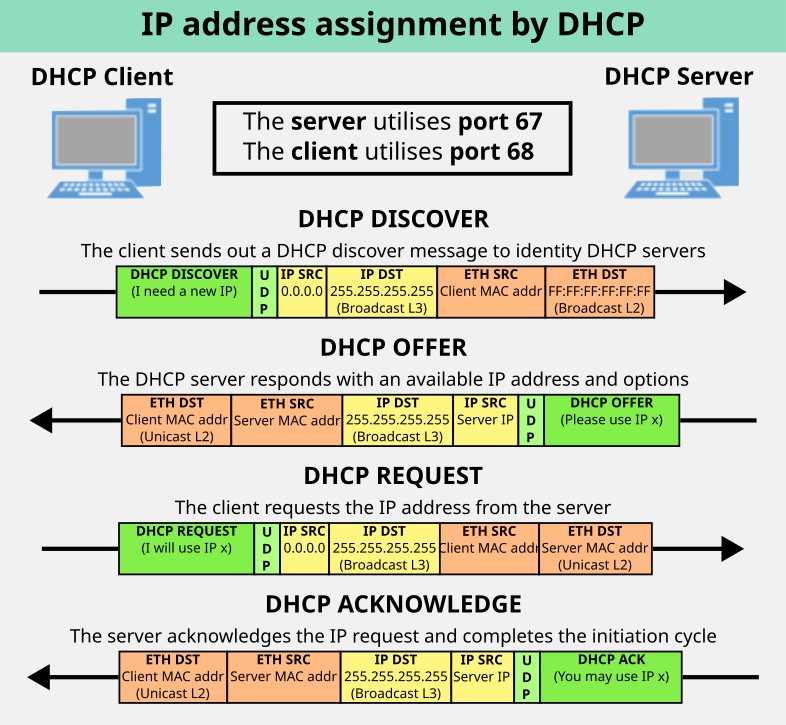 IP address assignment by DHCP
DHCP Client
DHCP Server
The server utilises port 67
The client utilises port 68
DHCP DISCOVER
The client sends out a DHCP discover message to identity DHCP servers
DHCP DISCOVER
(I need a new IP)
U
D
P
IP SRC
0.0.0.0
IP DST
255.255.255.255
(Broadcast L3)
ETH SRC
Client MAC addr
ETH DST
FF:FF:FF:FF:FF:FF
(Broadcast L2)
DHCP OFFER
The DHCP server responds with an available IP address and options
ETH DST
Client MAC addr
(Unicast L2)
ETH SRC
Server MAC addr
IP DST
255.255.255.255
(Broadcast L3)
IP SRC
Server IP
U
D
P
DHCP OFFER
(Please use IP x)
DHCP REQUEST
The client requests the IP address from the server
DHCP REQUEST
(I will use IP x)
U
D
P
IP SRC
0.0.0.0
IP DST
255.255.255.255
(Broadcast L3)
ETH SRC
Client MAC addr
ETH DST
Server MAC addr
(Unicast L2)
DHCP ACKNOWLEDGE
The server acknowledges the IP request and completes the initiation cycle
ETH DST
Client MAC addr
(Unicast L2)
ETH SRC
Server MAC addr
IP DST
255.255.255.255
(Broadcast L3)
IP SRC
Server IP
U
D
P
DHCP ACK
(You may use IP x)